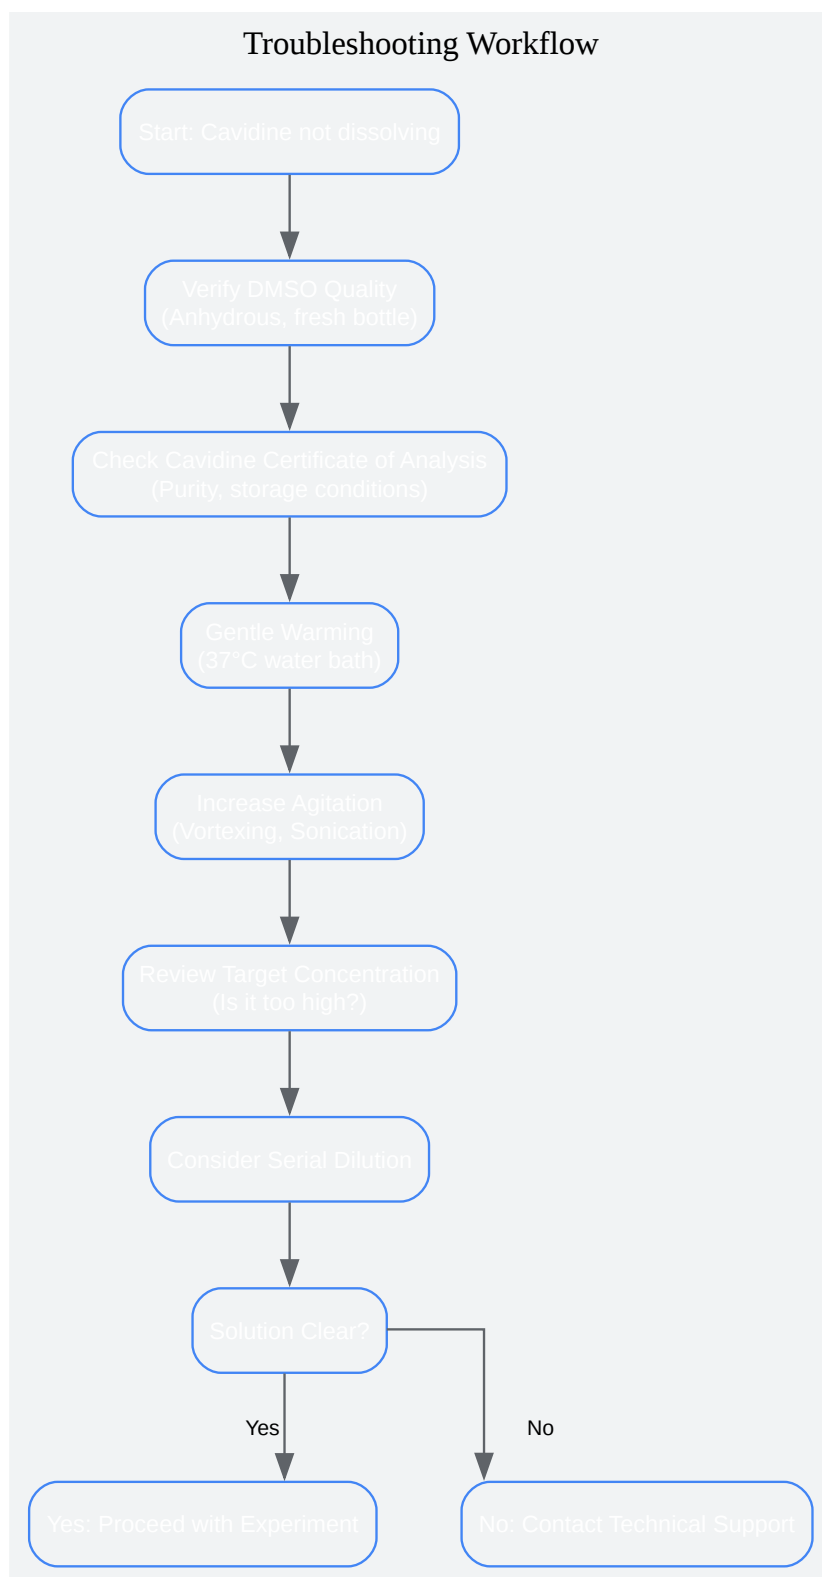 Troubleshooting Workflow
Start: Cavidine not dissolving
Verify DMSO Quality
(Anhydrous, fresh bottle)
Check Cavidine Certificate of Analysis
(Purity, storage conditions)
Gentle Warming
(37°C water bath)
Increase Agitation
(Vortexing, Sonication)
Review Target Concentration
(Is it too high?)
Consider Serial Dilution
Solution Clear?
Yes
No
Yes: Proceed with Experiment
No: Contact Technical Support